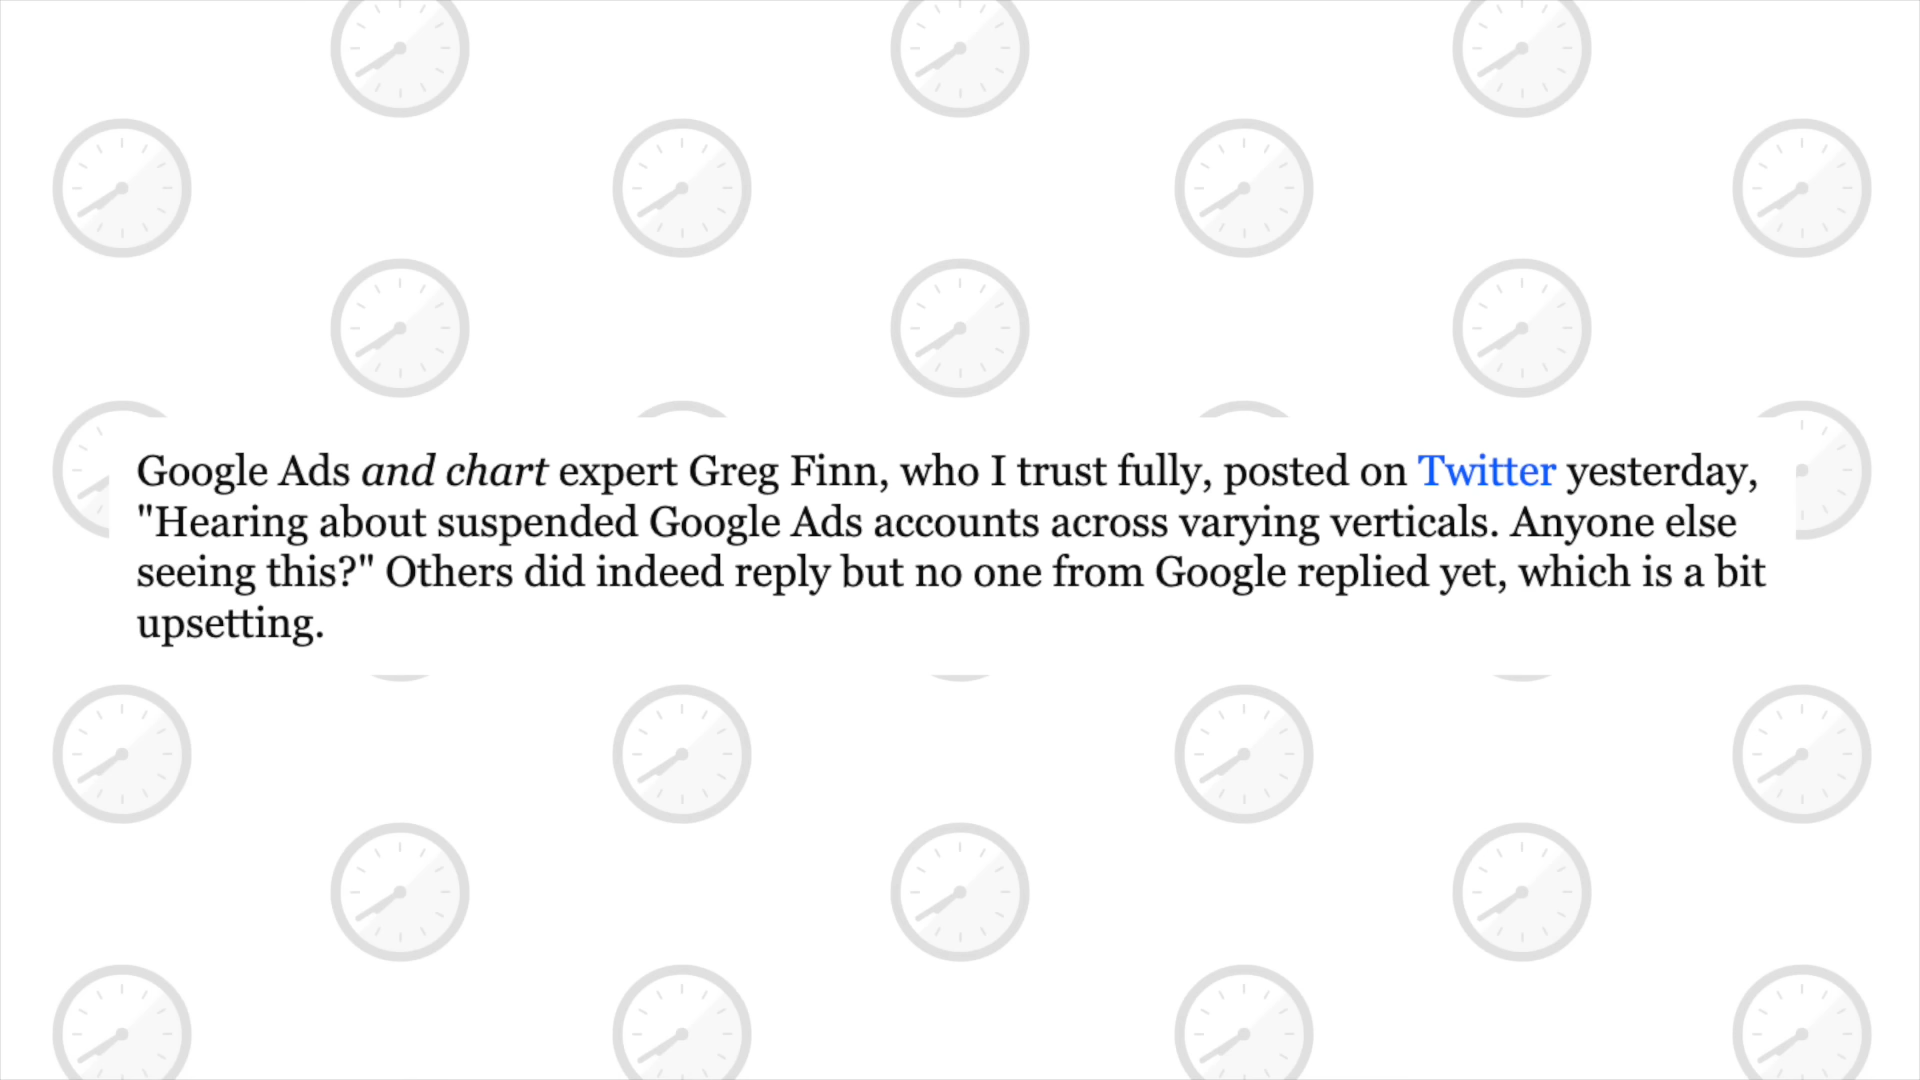 Google Ads and chart expert Greg Finn, who I trust fully, posted on Twitter yesterday,
"Hearing about suspended Google Ads accounts across varying verticals. Anyone else
seeing this?" Others did indeed reply but no one from Google replied yet, which is a bit
upsetting.